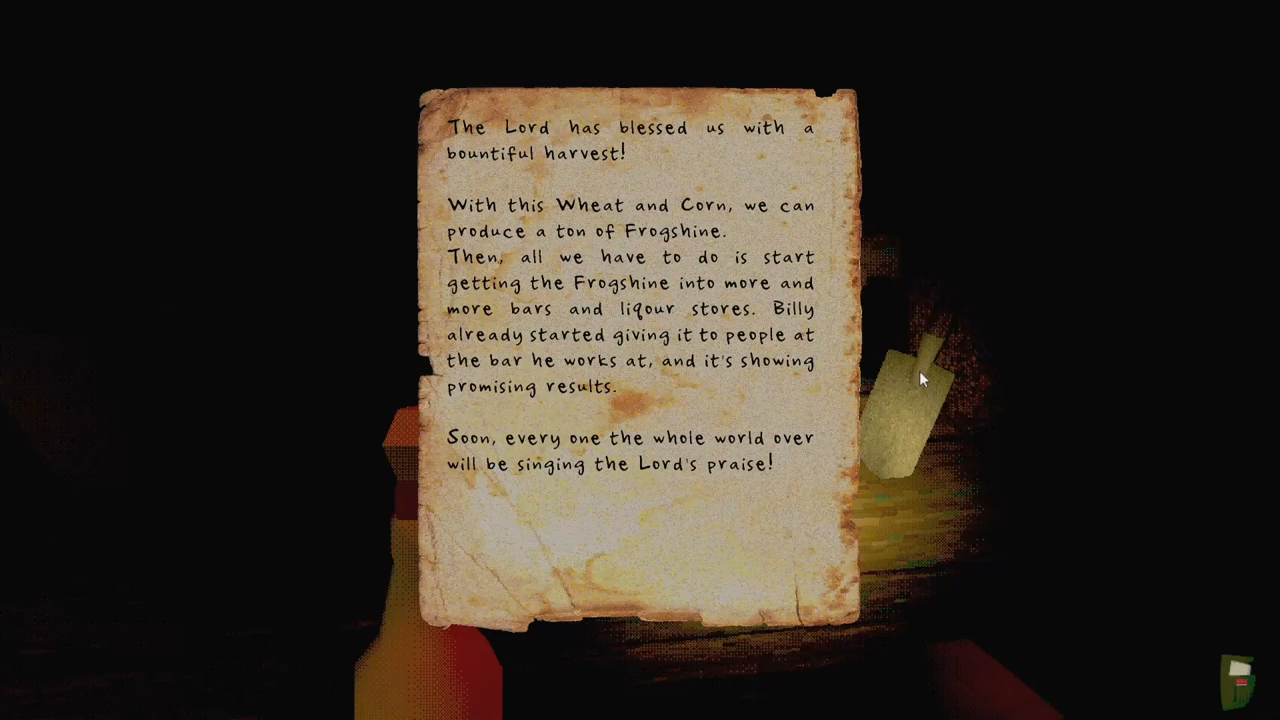 The Lord has blessed us with a
bountiful harvest!
With this Wheat and Corn, we can
produce a ton of Frogshine.
Then, all we have to do is start
getting the Frogshine into more and
more bars and liqour stores. Billy
already started giving it to people at
the bar he works at, and it's showing
promising results.
Soon, every one the whole world over
will be singing the Lord's praise!